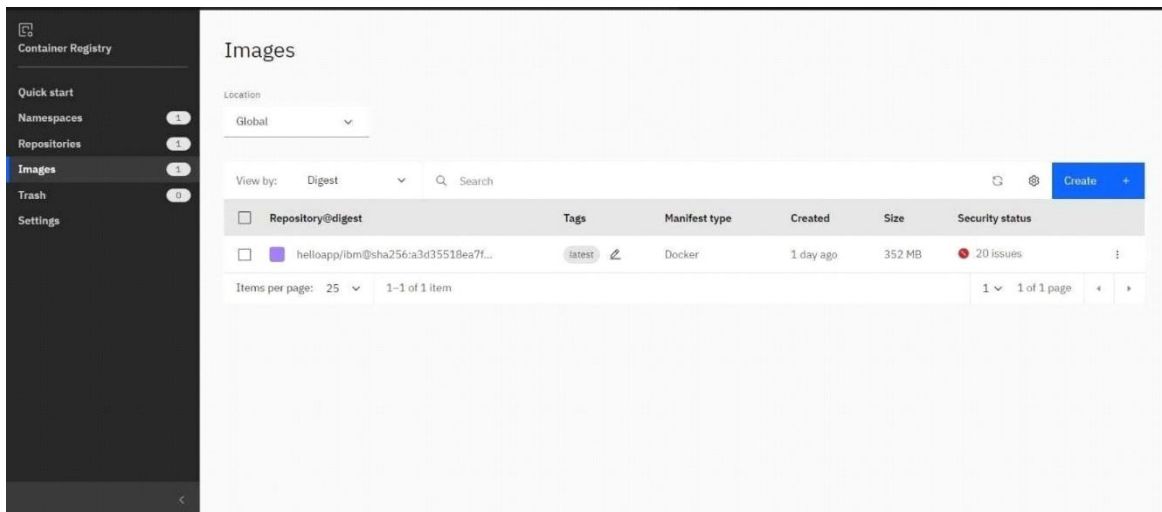 Container Registry
Quick start
Namespaces 1
Repositories 1
Images 1
Trash 0
Settings
Images
Location
Global
View by: Digest Search Create +
Repository@digest Tags Manifest type Created Size Security status
helloapp/ibm@sha256:a3d35518ea7f... latest Docker 1 day ago 352 MB 20 issues
Items per page: 25 1–1 of 1 item 1 1 of 1 page